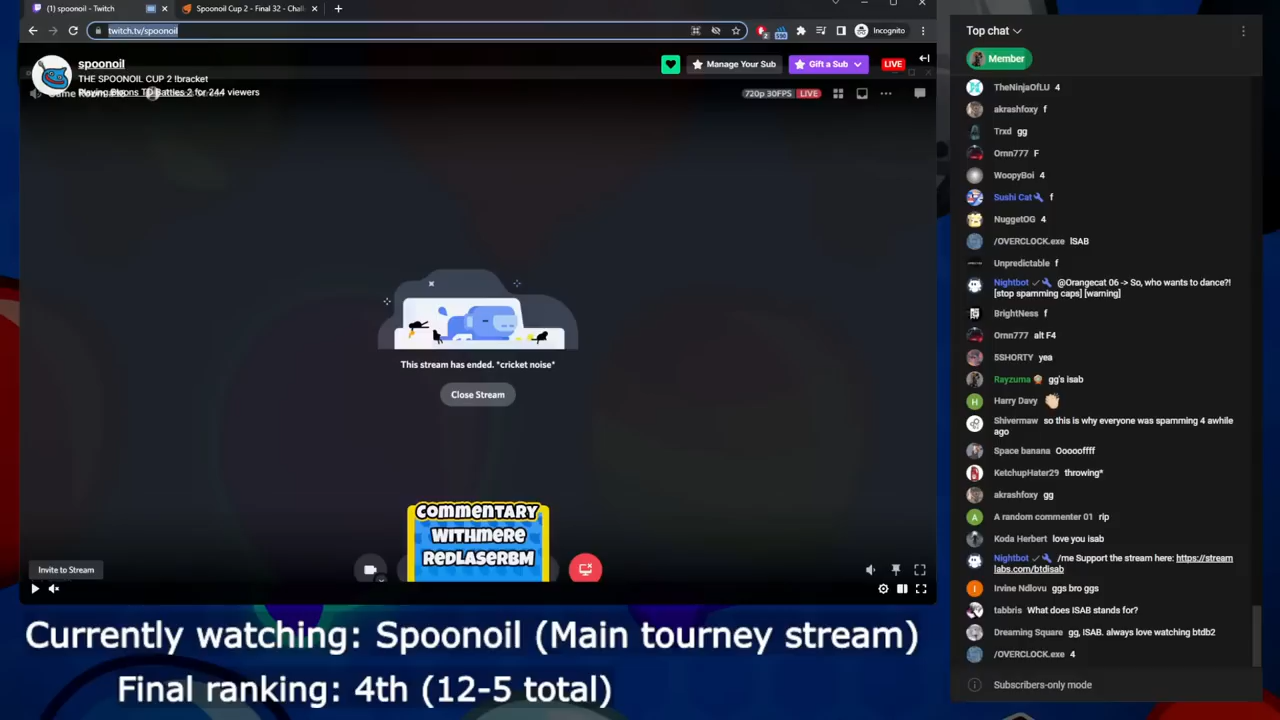 (1) spoonoil - Twitch
Spoonoil Cup 2 - Final 32 - Chall
twitch.tv/spoonoil
Incognito
spoonoil
THE SPOONOIL CUP 2 !bracket
for 244 viewers
Manage Your Sub
Gift a Sub
LIVE
720p 30FPS LIVE
This stream has ended. *cricket noise*
Close Stream
COMMENTARY
WITHMERE
REDLASERBM
Invite to Stream
Currently watching: Spoonoil (Main tourney stream)
Final ranking: 4th (12-5 total)
Top chat
Member
TheNinjaOfLU 4
akrashfoxy f
Trxd gg
Ornn777 F
WoopyBoi 4
Sushi Cat f
NuggetOG 4
/OVERCLOCK.exe ISAB
Unpredictable f
Nightbot @Orangecat 06 -> So, who wants to dance?!
[stop spamming caps] [warning]
BrightNess f
Ornn777 alt F4
5SHORTY yea
Rayzuma gg's isab
Harry Davy
Shivermaw so this is why everyone was spamming 4 awhile
ago
Space banana Oooooffff
KetchupHater29 throwing*
akrashfoxy gg
A random commenter 01 rip
Koda Herbert love you isab
Nightbot /me Support the stream here: https://stream
labs.com/btdisab
Irvine Ndlovu ggs bro ggs
tabbris What does ISAB stands for?
Dreaming Square gg, ISAB. always love watching btdb2
/OVERCLOCK.exe 4
Subscribers-only mode